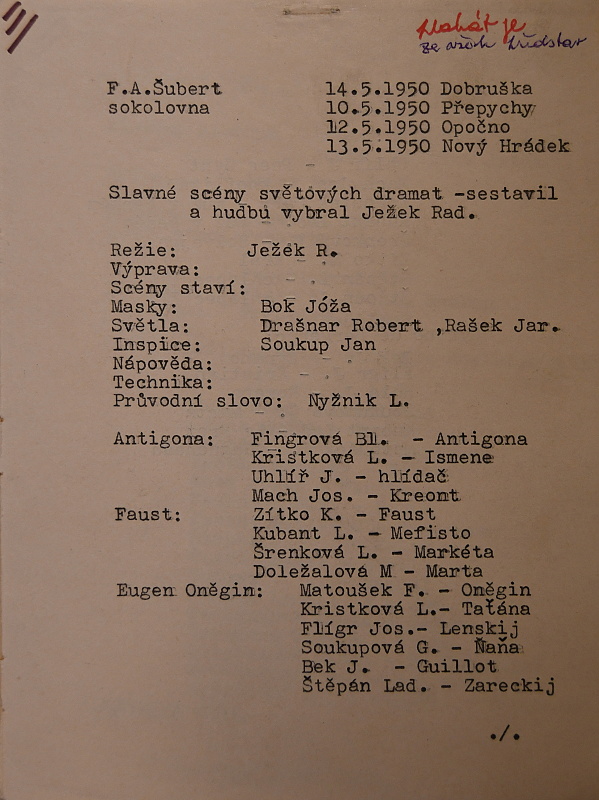 je
F.A.Šubert 14.5.1950 Dobruška
sokolovna 10.5.1950 Přepychy
12.5.1950 Opočno
13.5.1950 Nový Hrádek
Slavné scény světových dramat -sestavil
a hudbu vybral Ježek Rad.
Režie: Ježek R.
Výprava: -
Scény staví: -
Masky: Bok Jóža
Světla: Drašnar Robert ,Rašek Jar.
Inspice: Soukup Jan
Nápověda: -
Technika: -
Průvodní slovo: Nyžnik L.
Antigona: Fingrová Bl. - Antigona
Kristková L. - Ismene
Uhlíř J. - hlídač
Mach Jos. - Kreont
Faust: Zítko K. - Faust
Kubant L. - Mefisto
Šrenková L. - Markéta
Doležalová M - Marta
Eugen Oněgin: Matoušek F. - Oněgin
Kristková L.- Taťána
Flígr Jos.- Lenskij
Soukupová G. - Ňaňa
Bek J. - Guillot
Štěpán Lad. - Zareckij
./.